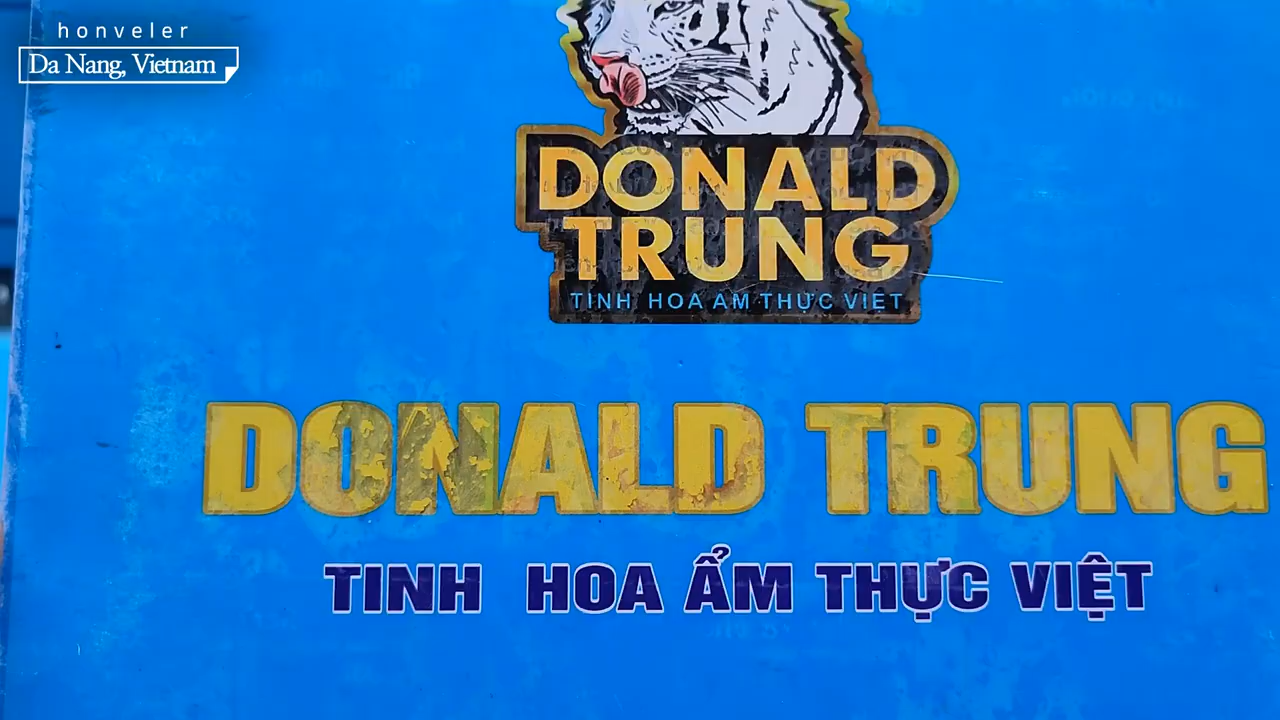 honveler
Da Nang, Vietnam
DONALD
TRUNG
TINH HOA ẨM THỰC VIỆT
DONALD TRUNG
TINH HOA ẨM THỰC VIỆT